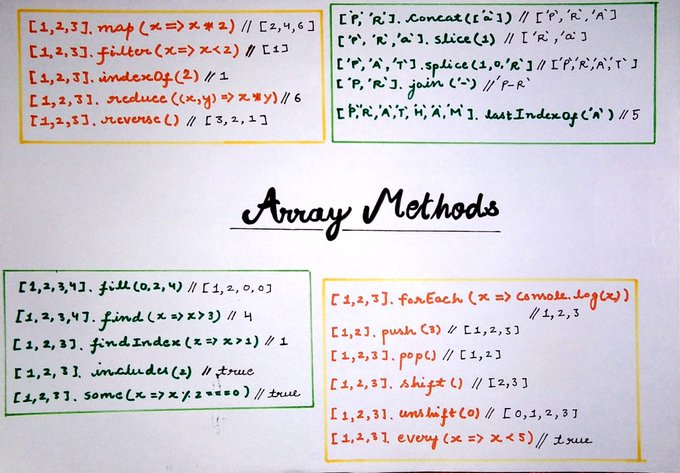 [1,2,3].map(x=>x*2) // [2,4,6]
[1,2,3].filter(x=>x<2) // [1]
[1,2,3].indexOf(2) // 1
[1,2,3].reduce((x,y)=>x*y) // 6
[1,2,3].reverse() // [3,2,1]
['P','R'].concat(['a']) // ['P','R','A']
['P','R','a'].slice(1) // ['R','a']
['P','A','T'].splice(1,0,'R') // ['P','R','A','T']
['P,'R'].join('-') // 'P-R'
['P,'R','A','T','H','A','M'].lastIndexOf('A') // 5
Array Methods
[1,2,3,4].fill(0,2,4) // [1,2,0,0]
[1,2,3,4].find(x=>x>3) // 4
[1,2,3].findIndex(x=>x>1) // 1
[1,2,3].includes(2) // true
[1,2,3].some(x=>x%2===0) // true
[1,2,3].forEach(x=>console.log(x))
// 1,2,3
[1,2].push(3) // [1,2,3]
[1,2,3].pop() // [1,2]
[1,2,3].shift() // [2,3]
[1,2,3].unshift(0) // [0,1,2,3]
[1,2,3].every(x=>x<5) // true